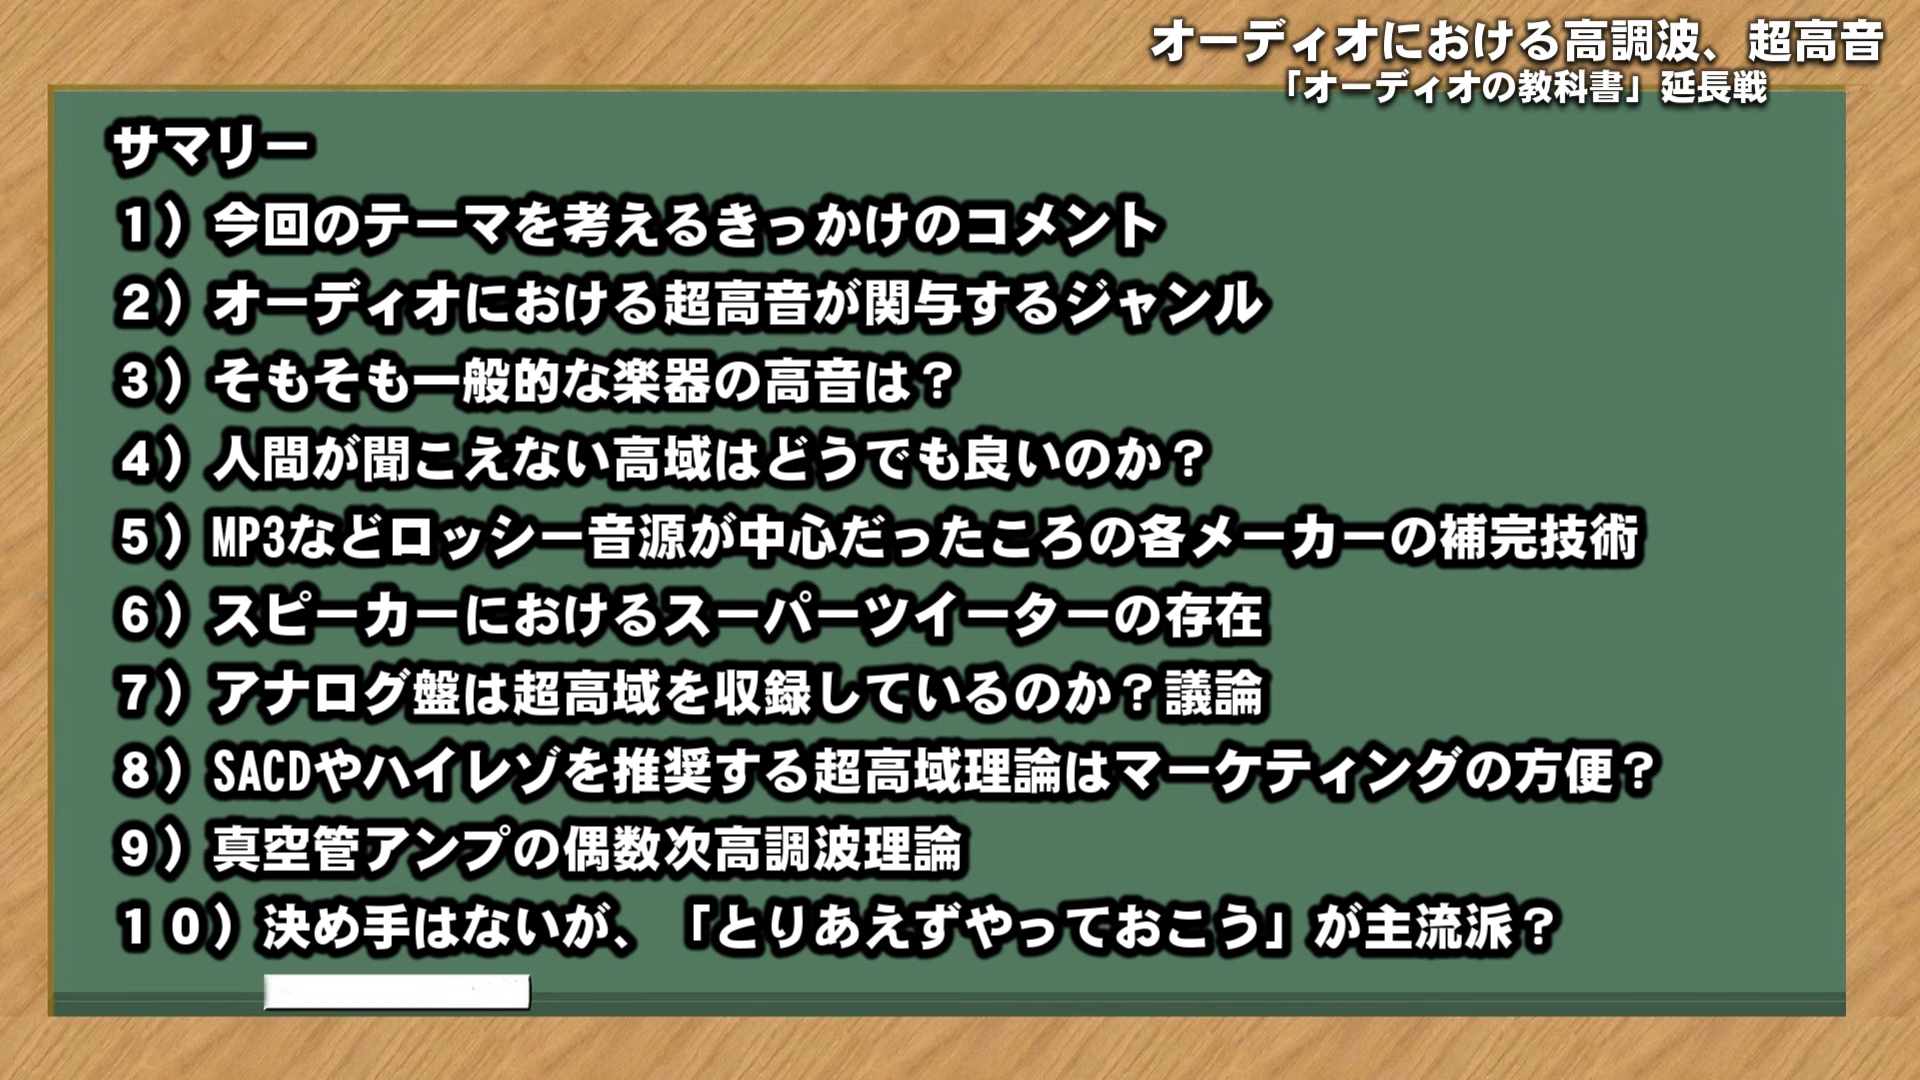 オーディオにおける高調波、超高音
「オーディオの教科書」延長戦
サマリー
１）今回のテーマを考えるきっかけのコメント
２）オーディオにおける超高音が関与するジャンル
３）そもそも一般的な楽器の高音は？
４）人間が聞こえない高域はどうでも良いのか？
５）MP3などロッシー音源が中心だったころの各メーカーの補完技術
６）スピーカーにおけるスーパーツイーターの存在
７）アナログ盤は超高域を収録しているのか？議論
８）SACDやハイレゾを推奨する超高域理論はマーケティングの方便？
９）真空管アンプの偶数次高調波理論
１０）決め手はないが、「とりあえずやっておこう」が主流派？